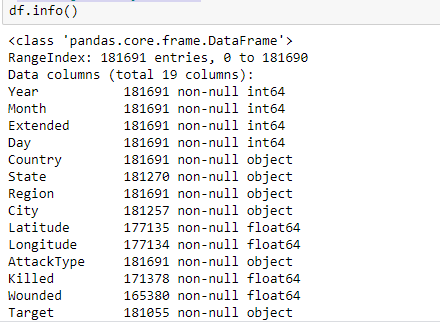 df.info()
<class 'pandas.core.frame.DataFrame'>
RangeIndex: 181691 entries, 0 to 181690
Data columns (total 19 columns):
Year 181691 non-null int64
Month 181691 non-null int64
Extended 181691 non-null int64
Day 181691 non-null int64
Country 181691 non-null object
State 181270 non-null object
Region 181691 non-null object
City 181257 non-null object
Latitude 177135 non-null float64
Longitude 177134 non-null float64
AttackType 181691 non-null object
Killed 171378 non-null float64
Wounded 165380 non-null float64
Target 181055 non-null object